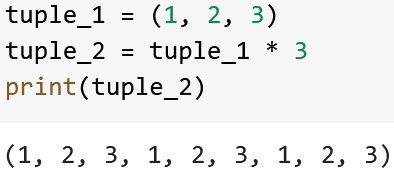 tuple_1 = (1, 2, 3)
tuple_2 = tuple_1 * 3
print(tuple_2)
(1, 2, 3, 1, 2, 3, 1, 2, 3)